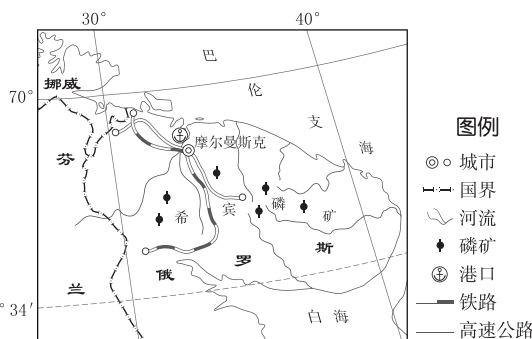 30°
40°
70°
° 34′
巴
伦
支
海
挪威
芬
兰
摩尔曼斯克
希
宾
磷
矿
俄
罗
斯
白海
图例
城市
国界
河流
磷矿
港口
铁路
高速公路